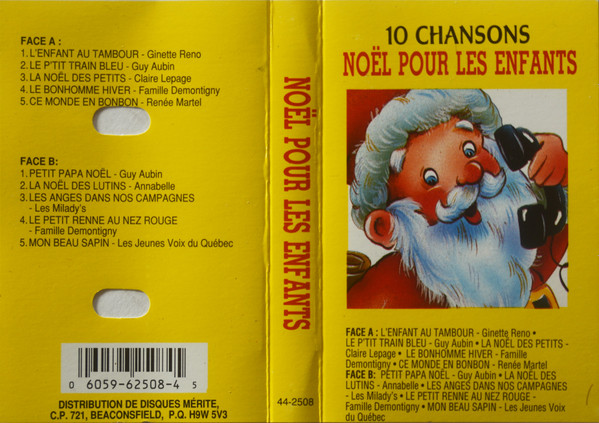 FACE A :
1. L'ENFANT AU TAMBOUR - Ginette Reno
2. LE P'TIT TRAIN BLEU - Guy Aubin
3. LA NOËL DES PETITS - Claire Lepage
4. LE BONHOMME HIVER - Famille Demontigny
5. CE MONDE EN BONBON - Renée Martel
FACE B:
1. PETIT PAPA NOËL - Guy Aubin
2. LA NOËL DES LUTINS - Annabelle
3. LES ANGES DANS NOS CAMPAGNES
- Les Milady's
4. LE PETIT RENNE AU NEZ ROUGE
- Famille Demontigny
5. MON BEAU SAPIN - Les Jeunes Voix du Québec
0 6059-62508-4 5
DISTRIBUTION DE DISQUES MÉRITE,
C.P. 721, BEACONSFIELD, P.Q. H9W 5V3
NOËL POUR LES ENFANTS
44-2508
10 CHANSONS
NOËL POUR LES ENFANTS
FACE A : L'ENFANT AU TAMBOUR - Ginette Reno •
LE P'TIT TRAIN BLEU - Guy Aubin • LA NOËL DES PETITS -
Claire Lepage • LE BONHOMME HIVER - Famille
Demontigny • CE MONDE EN BONBON - Renée Martel
FACE B: PETIT PAPA NOËL - Guy Aubin • LA NOËL DES
LUTINS - Annabelle • LES ANGES DANS NOS CAMPAGNES
- Les Milady's • LE PETIT RENNE AU NEZ ROUGE -
Famille Demontigny • MON BEAU SAPIN - Les Jeunes Voix
du Québec